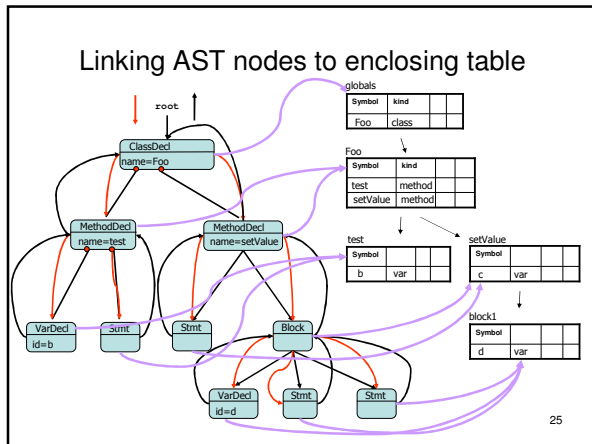 Linking AST nodes to enclosing table
root
ClassDecl
name=Foo
MethodDecl
name=test
MethodDecl
name=setValue
VarDecl
id=b
Stmt
Stmt
Block
VarDecl
id=d
Stmt
Stmt
globals
Symbol kind
Foo class
Foo
Symbol kind
test method
setValue method
test
Symbol
b var
setValue
Symbol
c var
block1
Symbol
d var
25